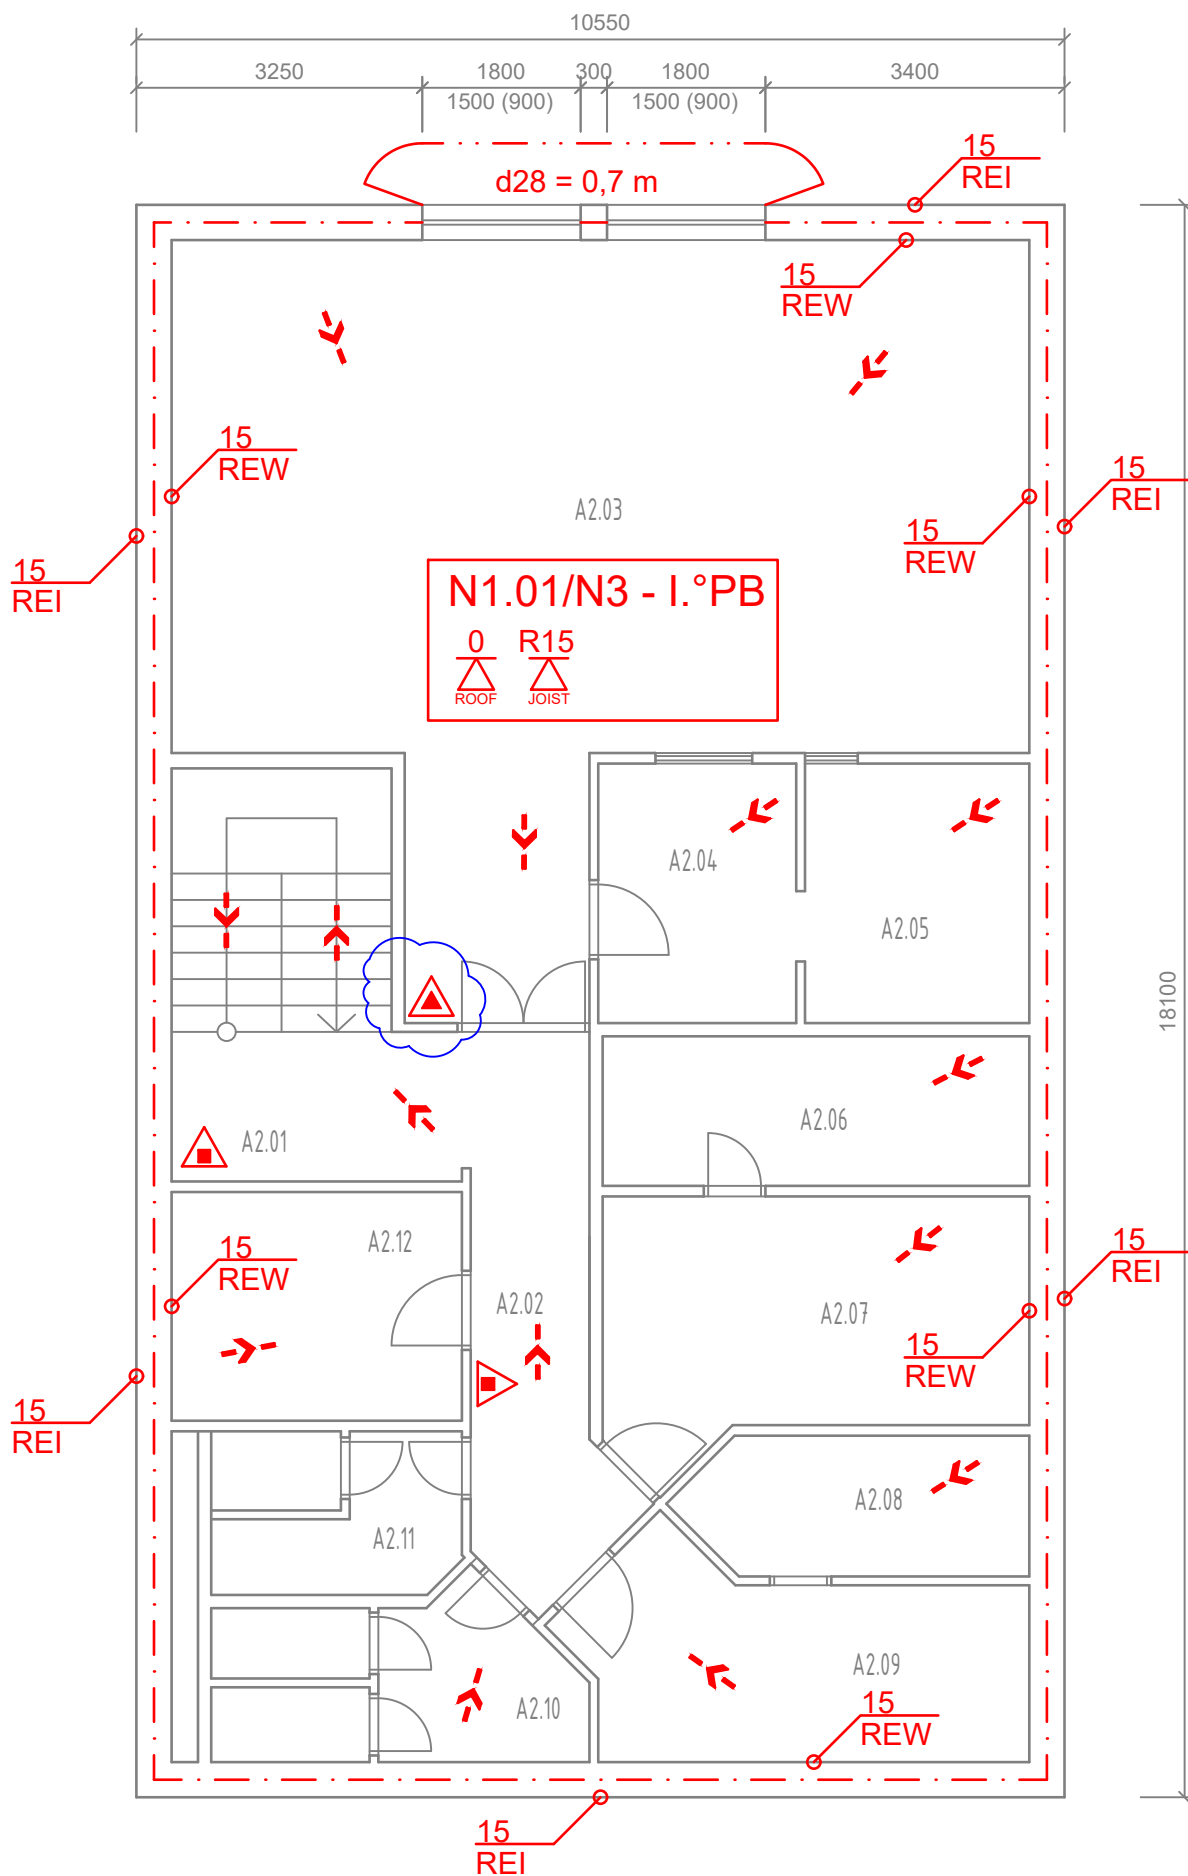 10550
3250
1800
300
1800
3400
1500 (900)
1500 (900)
15
REI
d28 = 0,7 m
15
REW
15
REW
15
REI
A2.03
15
REW
15
REI
N1.01/N3 - I.°PB
0
R15
ROOF
JOIST
A2.04
A2.05
18100
A2.06
A2.01
A2.12
15
REW
15
REI
A2.02
A2.07
15
REW
15
REI
A2.08
A2.11
A2.09
A2.10
15
REW
15
REI